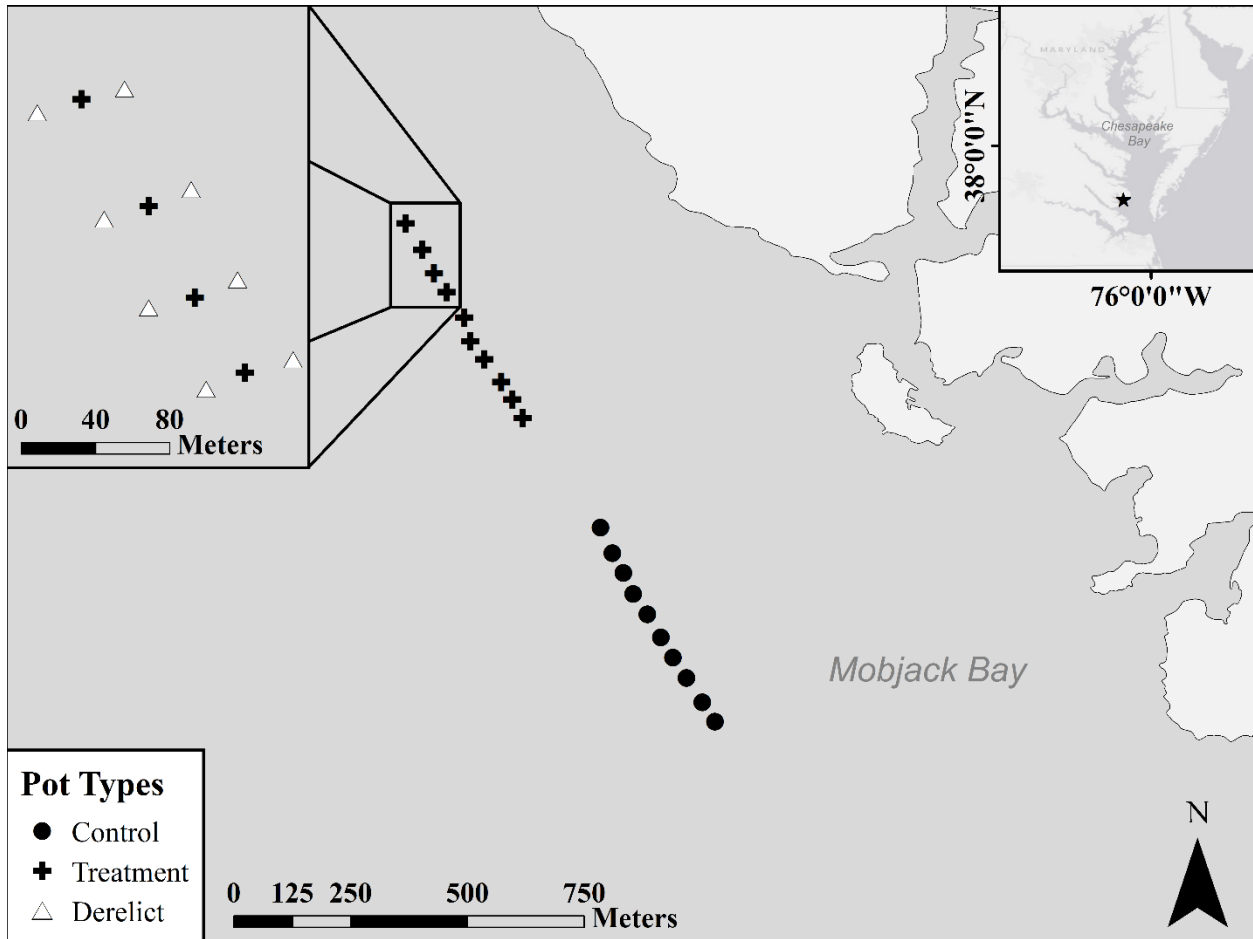 MARYLAND
Chesapeake
Bay
38°0'0"N
76°0'0"W
0 40 80
Meters
Mobjack Bay
Pot Types
Control
Treatment
Derelict
0 125 250 500 750
Meters
N